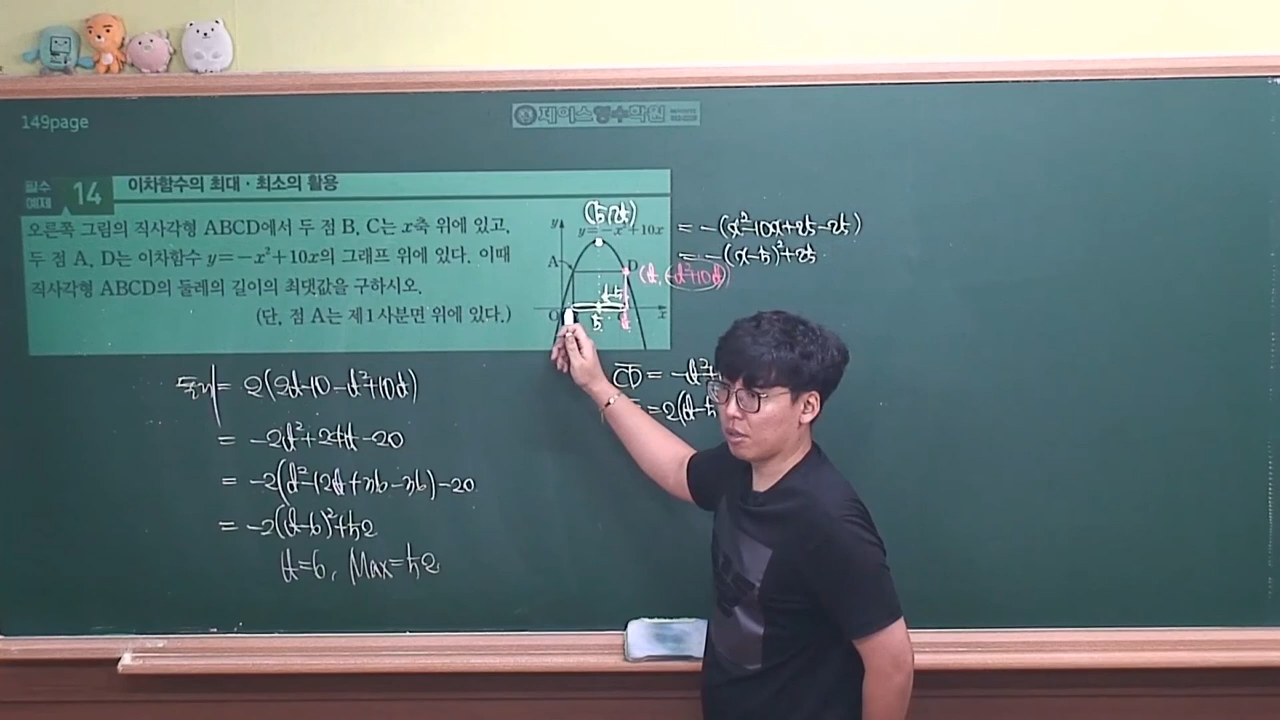 149page
제이스영수학원
필수 예제 14 이차함수의 최대·최소의 활용
오른쪽 그림의 직사각형 ABCD에서 두 점 B, C는 x축 위에 있고,
두 점 A, D는 이차함수 y=-x²+10x의 그래프 위에 있다. 이때
직사각형 ABCD의 둘레의 길이의 최댓값을 구하시오.
(단, 점 A는 제1사분면 위에 있다.)
y
(5, 25)
y=-x²+10x
= -(x²-10x+25-25)
= -(x-5)²+25
A
D
(t, -t²+10t)
t-5
O
5
t
x
둘레 = 2(2t-10-t²+10t)
= -2t²+24t-20
= -2(t²-12t+36-36)-20
= -2(t-6)²+52
t=6, Max=52
CD = -t²+
=2(t-5